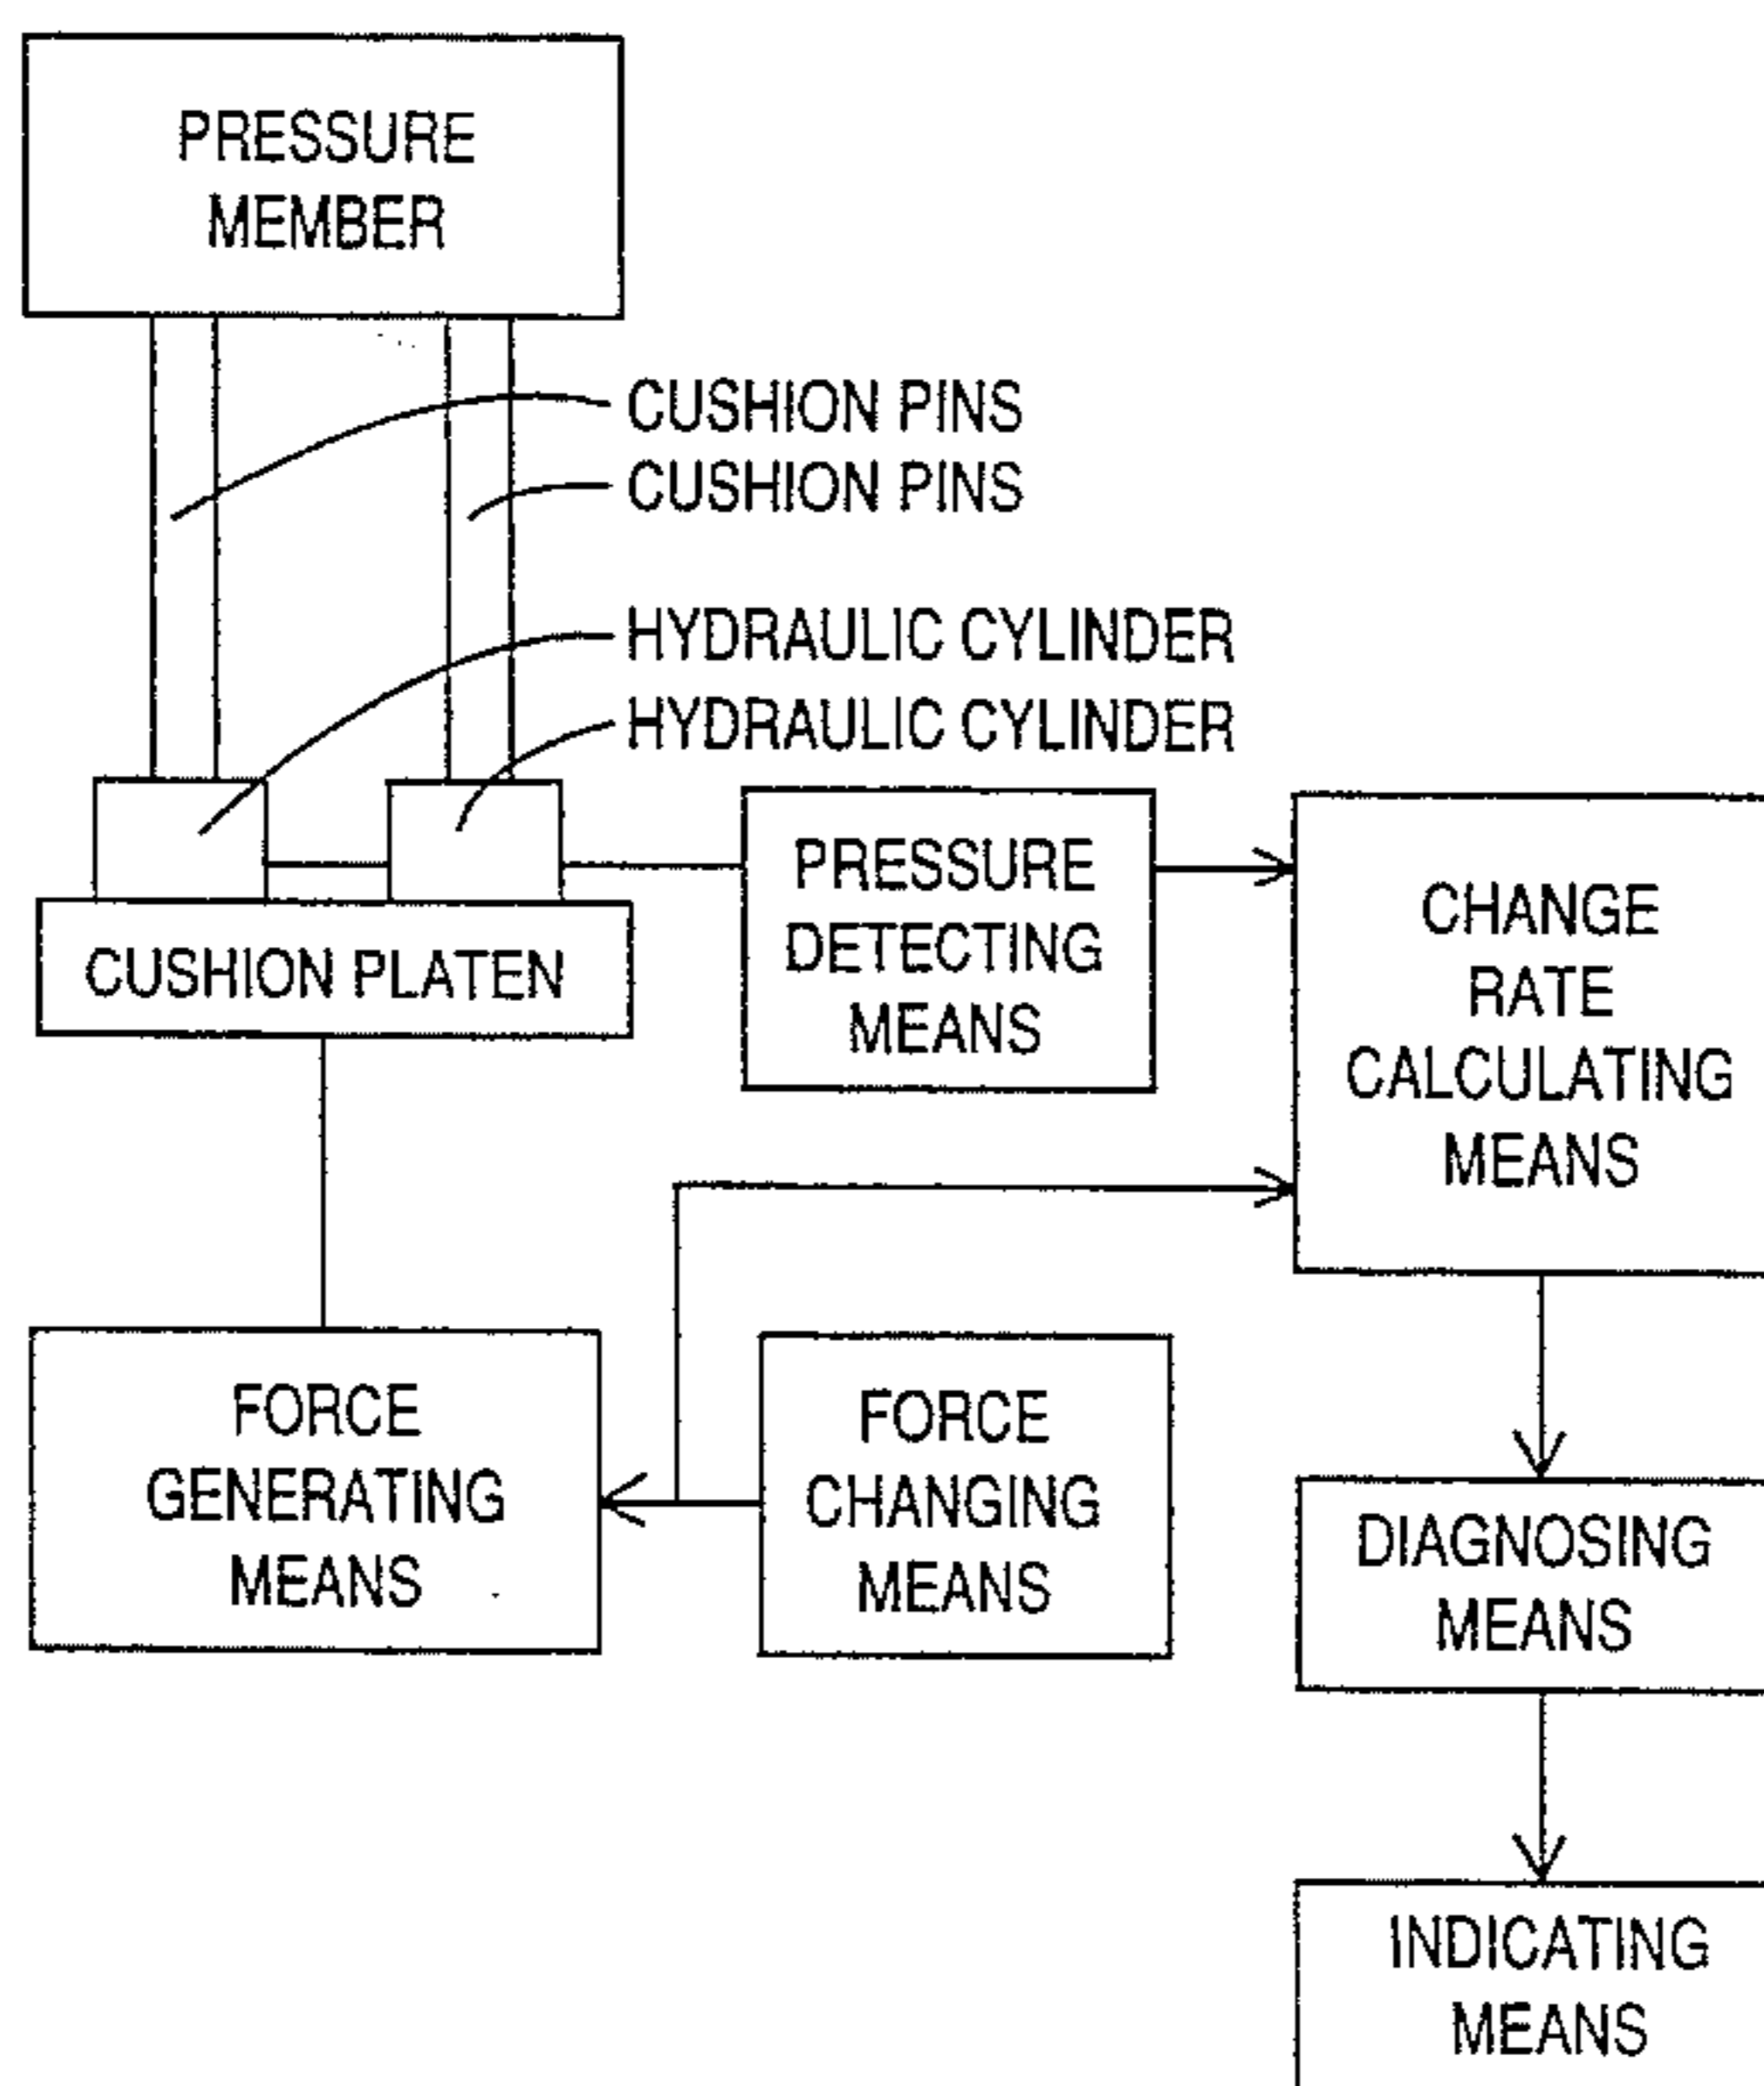 PRESSURE
MEMBER
CUSHION PINS
CUSHION PINS
HYDRAULIC CYLINDER
HYDRAULIC CYLINDER
CUSHION PLATEN
PRESSURE
DETECTING
MEANS
CHANGE
RATE
CALCULATING
MEANS
FORCE
GENERATING
MEANS
FORCE
CHANGING
MEANS
DIAGNOSING
MEANS
INDICATING
MEANS